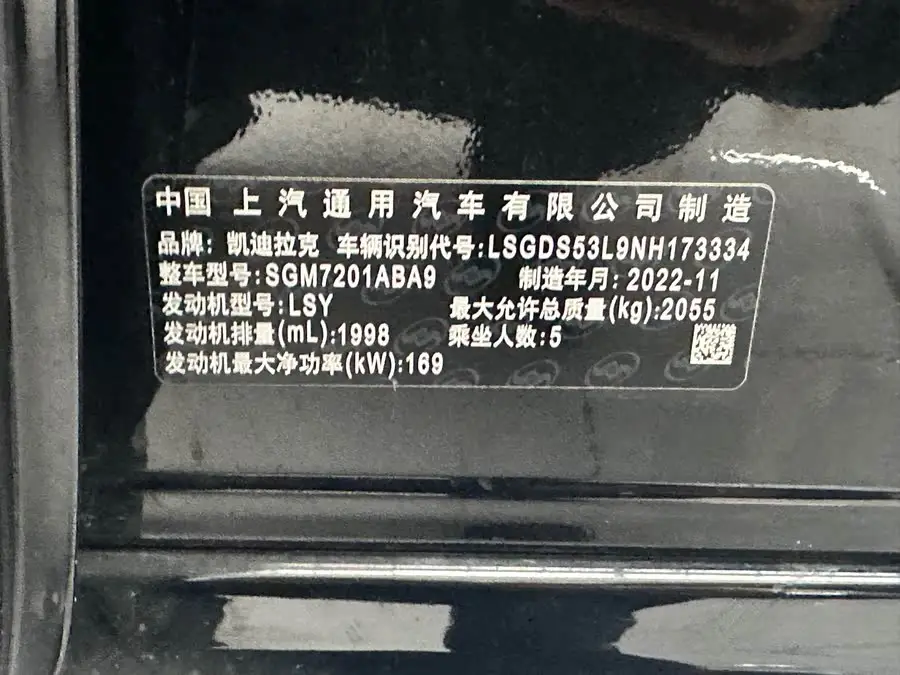 中国 上汽通用汽车有限公司制造
品牌: 凯迪拉克 车辆识别代号:LSGDS53L9NH173334
整车型号:SGM7201ABA9 制造年月: 2022-11
发动机型号:LSY 最大允许总质量(kg):2055
发动机排量(mL):1998 乘坐人数:5
发动机最大净功率(kW):169